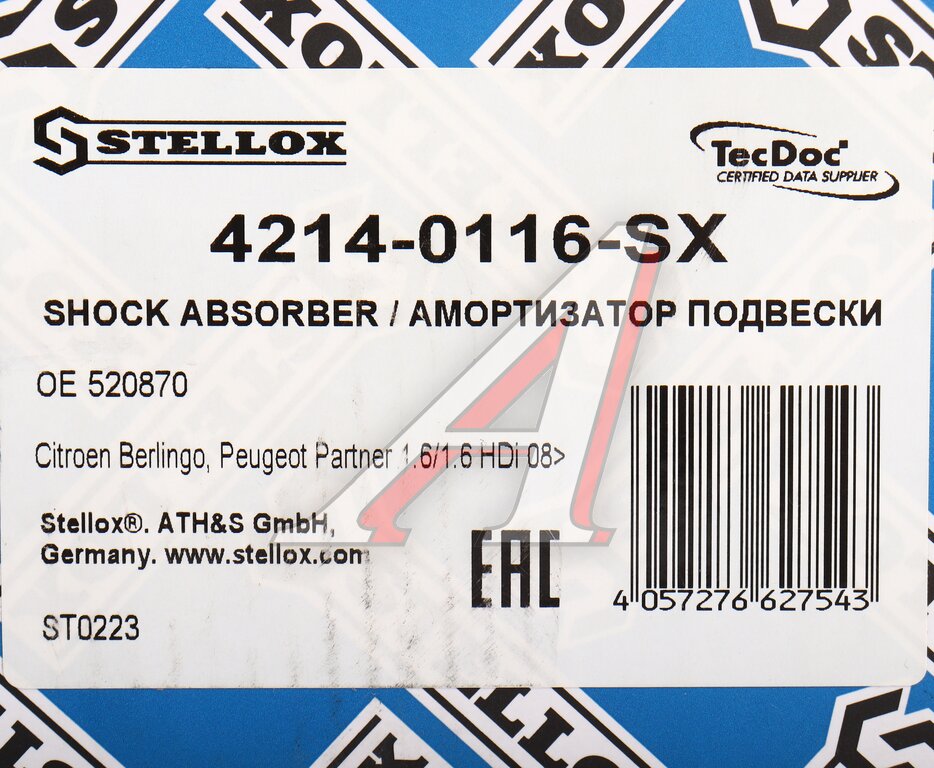 STELLOX
TecDoc
CERTIFIED DATA SUPPLIER
4214-0116-SX
SHOCK ABSORBER / АМОРТИЗАТОР ПОДВЕСКИ
OE 520870
Citroen Berlingo, Peugeot Partner 1.6/1.6 HDi 08>
Stellox®. ATH&S GmbH,
Germany. www.stellox.com
EAC
4 057276 627543
ST0223